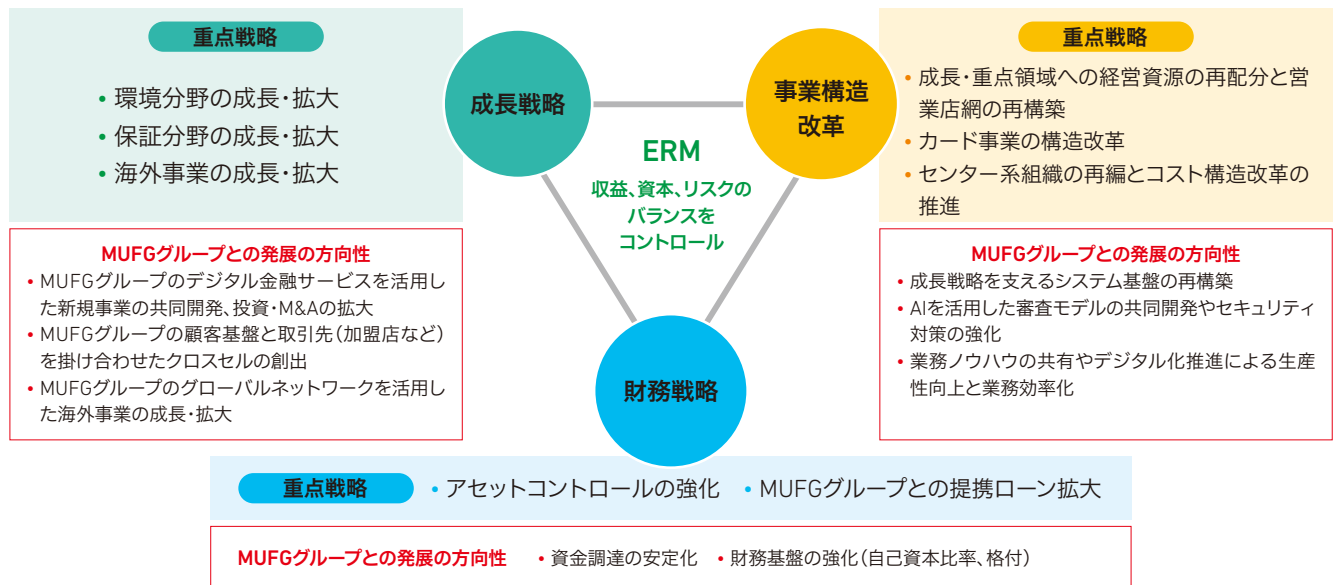 重点戦略
• 環境分野の成長・拡大
• 保証分野の成長・拡大
• 海外事業の成長・拡大
MUFGグループとの発展の方向性
• MUFGグループのデジタル金融サービスを活用し
た新規事業の共同開発、投資・M&Aの拡大
• MUFGグループの顧客基盤と取引先(加盟店など)
を掛け合わせたクロスセルの創出
• MUFGグループのグローバルネットワークを活用し
た海外事業の成長・拡大
成長戦略
事業構造
改革
ERM
収益、資本、リスクの
バランスを
コントロール
財務戦略
重点戦略
• 成長・重点領域への経営資源の再配分と営
業店網の再構築
• カード事業の構造改革
• センター系組織の再編とコスト構造改革の
推進
MUFGグループとの発展の方向性
• 成長戦略を支えるシステム基盤の再構築
• AIを活用した審査モデルの共同開発やセキュリティ
対策の強化
• 業務ノウハウの共有やデジタル化推進による生産
性向上と業務効率化
重点戦略 • アセットコントロールの強化 • MUFGグループとの提携ローン拡大
MUFGグループとの発展の方向性 • 資金調達の安定化 • 財務基盤の強化(自己資本比率、格付)